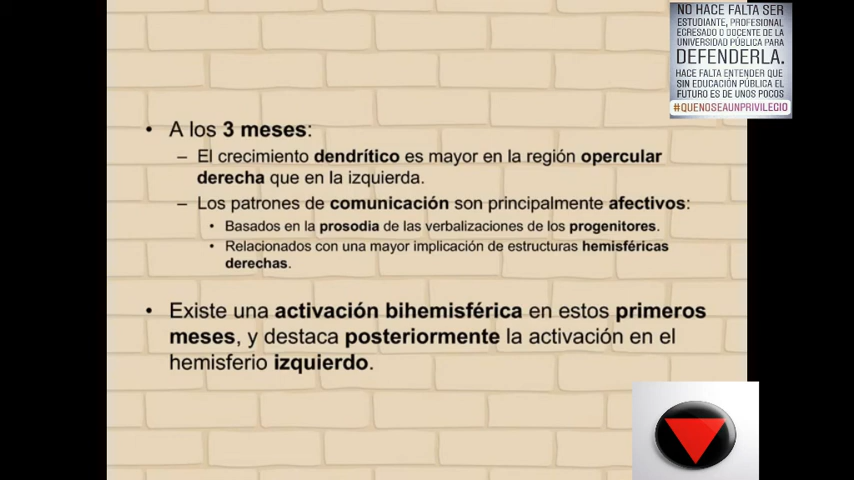 NO HACE FALTA SER
ESTUDIANTE, PROFESIONAL
EGRESADO O DOCENTE DE LA
UNIVERSIDAD PÚBLICA PARA
DEFENDERLA.
HACE FALTA ENTENDER QUE
SIN EDUCACIÓN PÚBLICA EL
FUTURO ES DE UNOS POCOS
#QUENOSEAUNPRIVILEGIO
• A los 3 meses:
– El crecimiento dendrítico es mayor en la región opercular
derecha que en la izquierda.
– Los patrones de comunicación son principalmente afectivos:
• Basados en la prosodia de las verbalizaciones de los progenitores.
• Relacionados con una mayor implicación de estructuras hemisféricas
derechas.
• Existe una activación bihemisférica en estos primeros
meses, y destaca posteriormente la activación en el
hemisferio izquierdo.